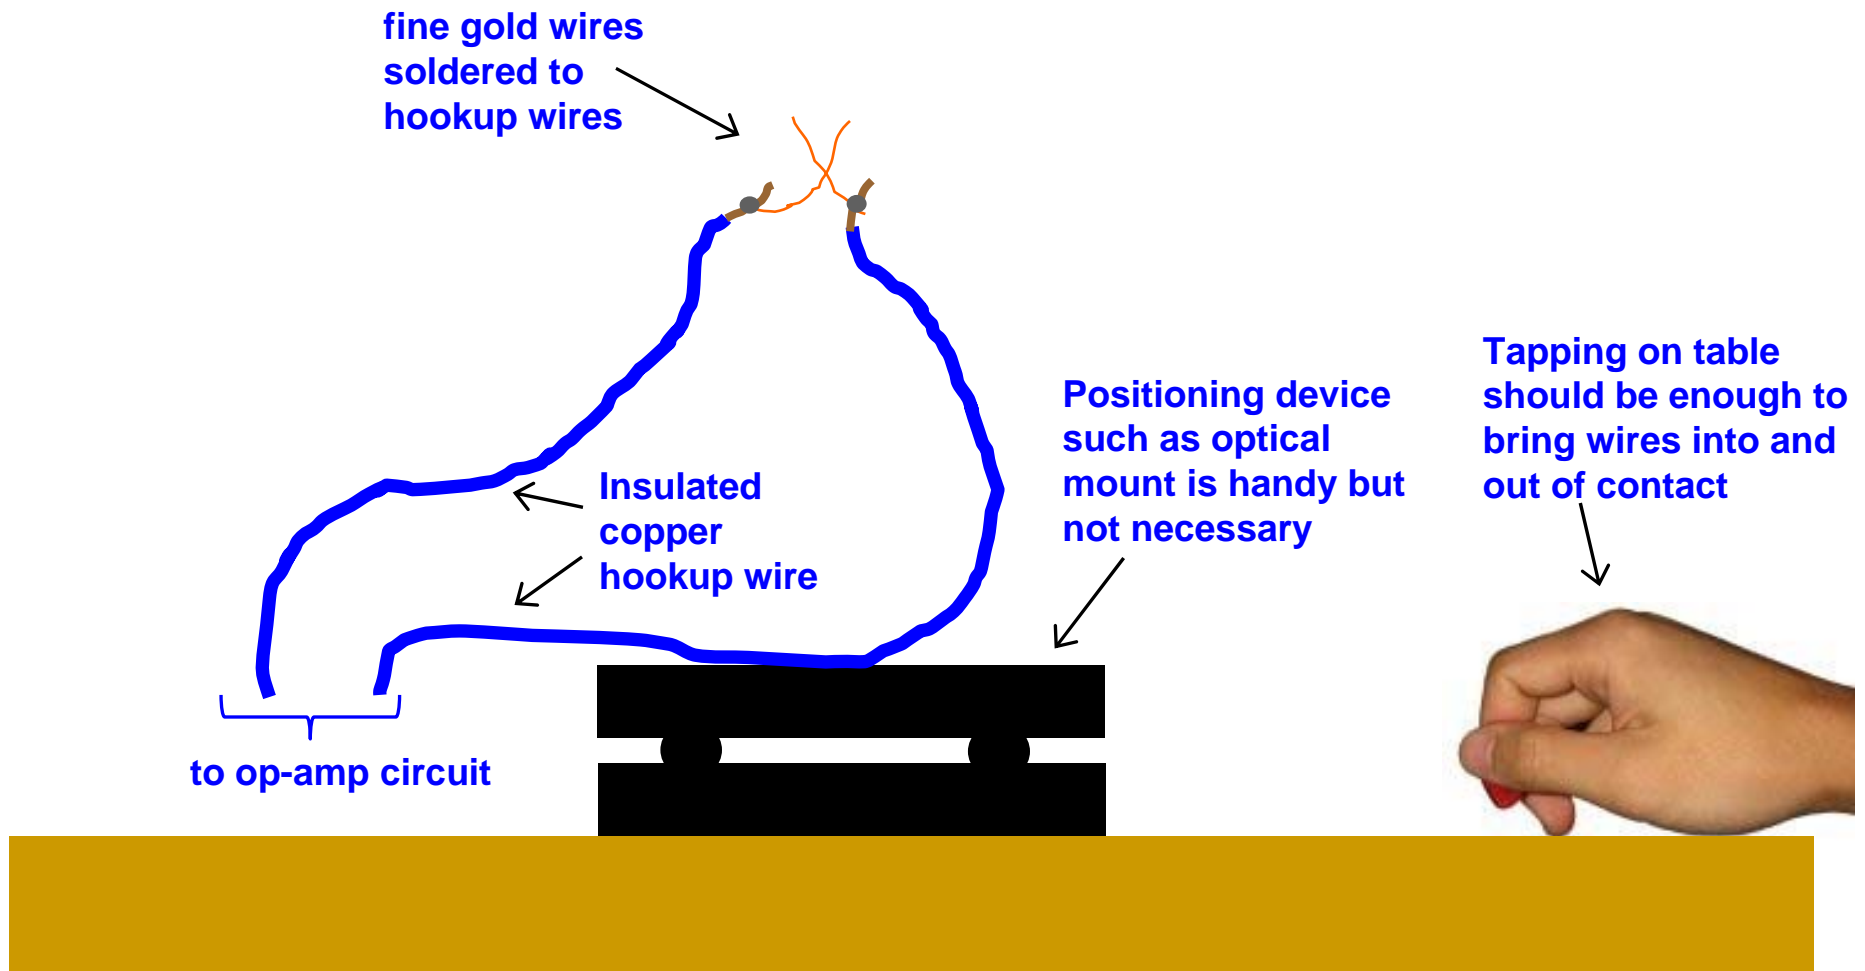 fine gold wires
soldered to
hookup wires
Tapping on table
should be enough to
bring wires into and
out of contact
Positioning device
such as optical
mount is handy but
not necessary
Insulated
copper
hookup wire
to op-amp circuit